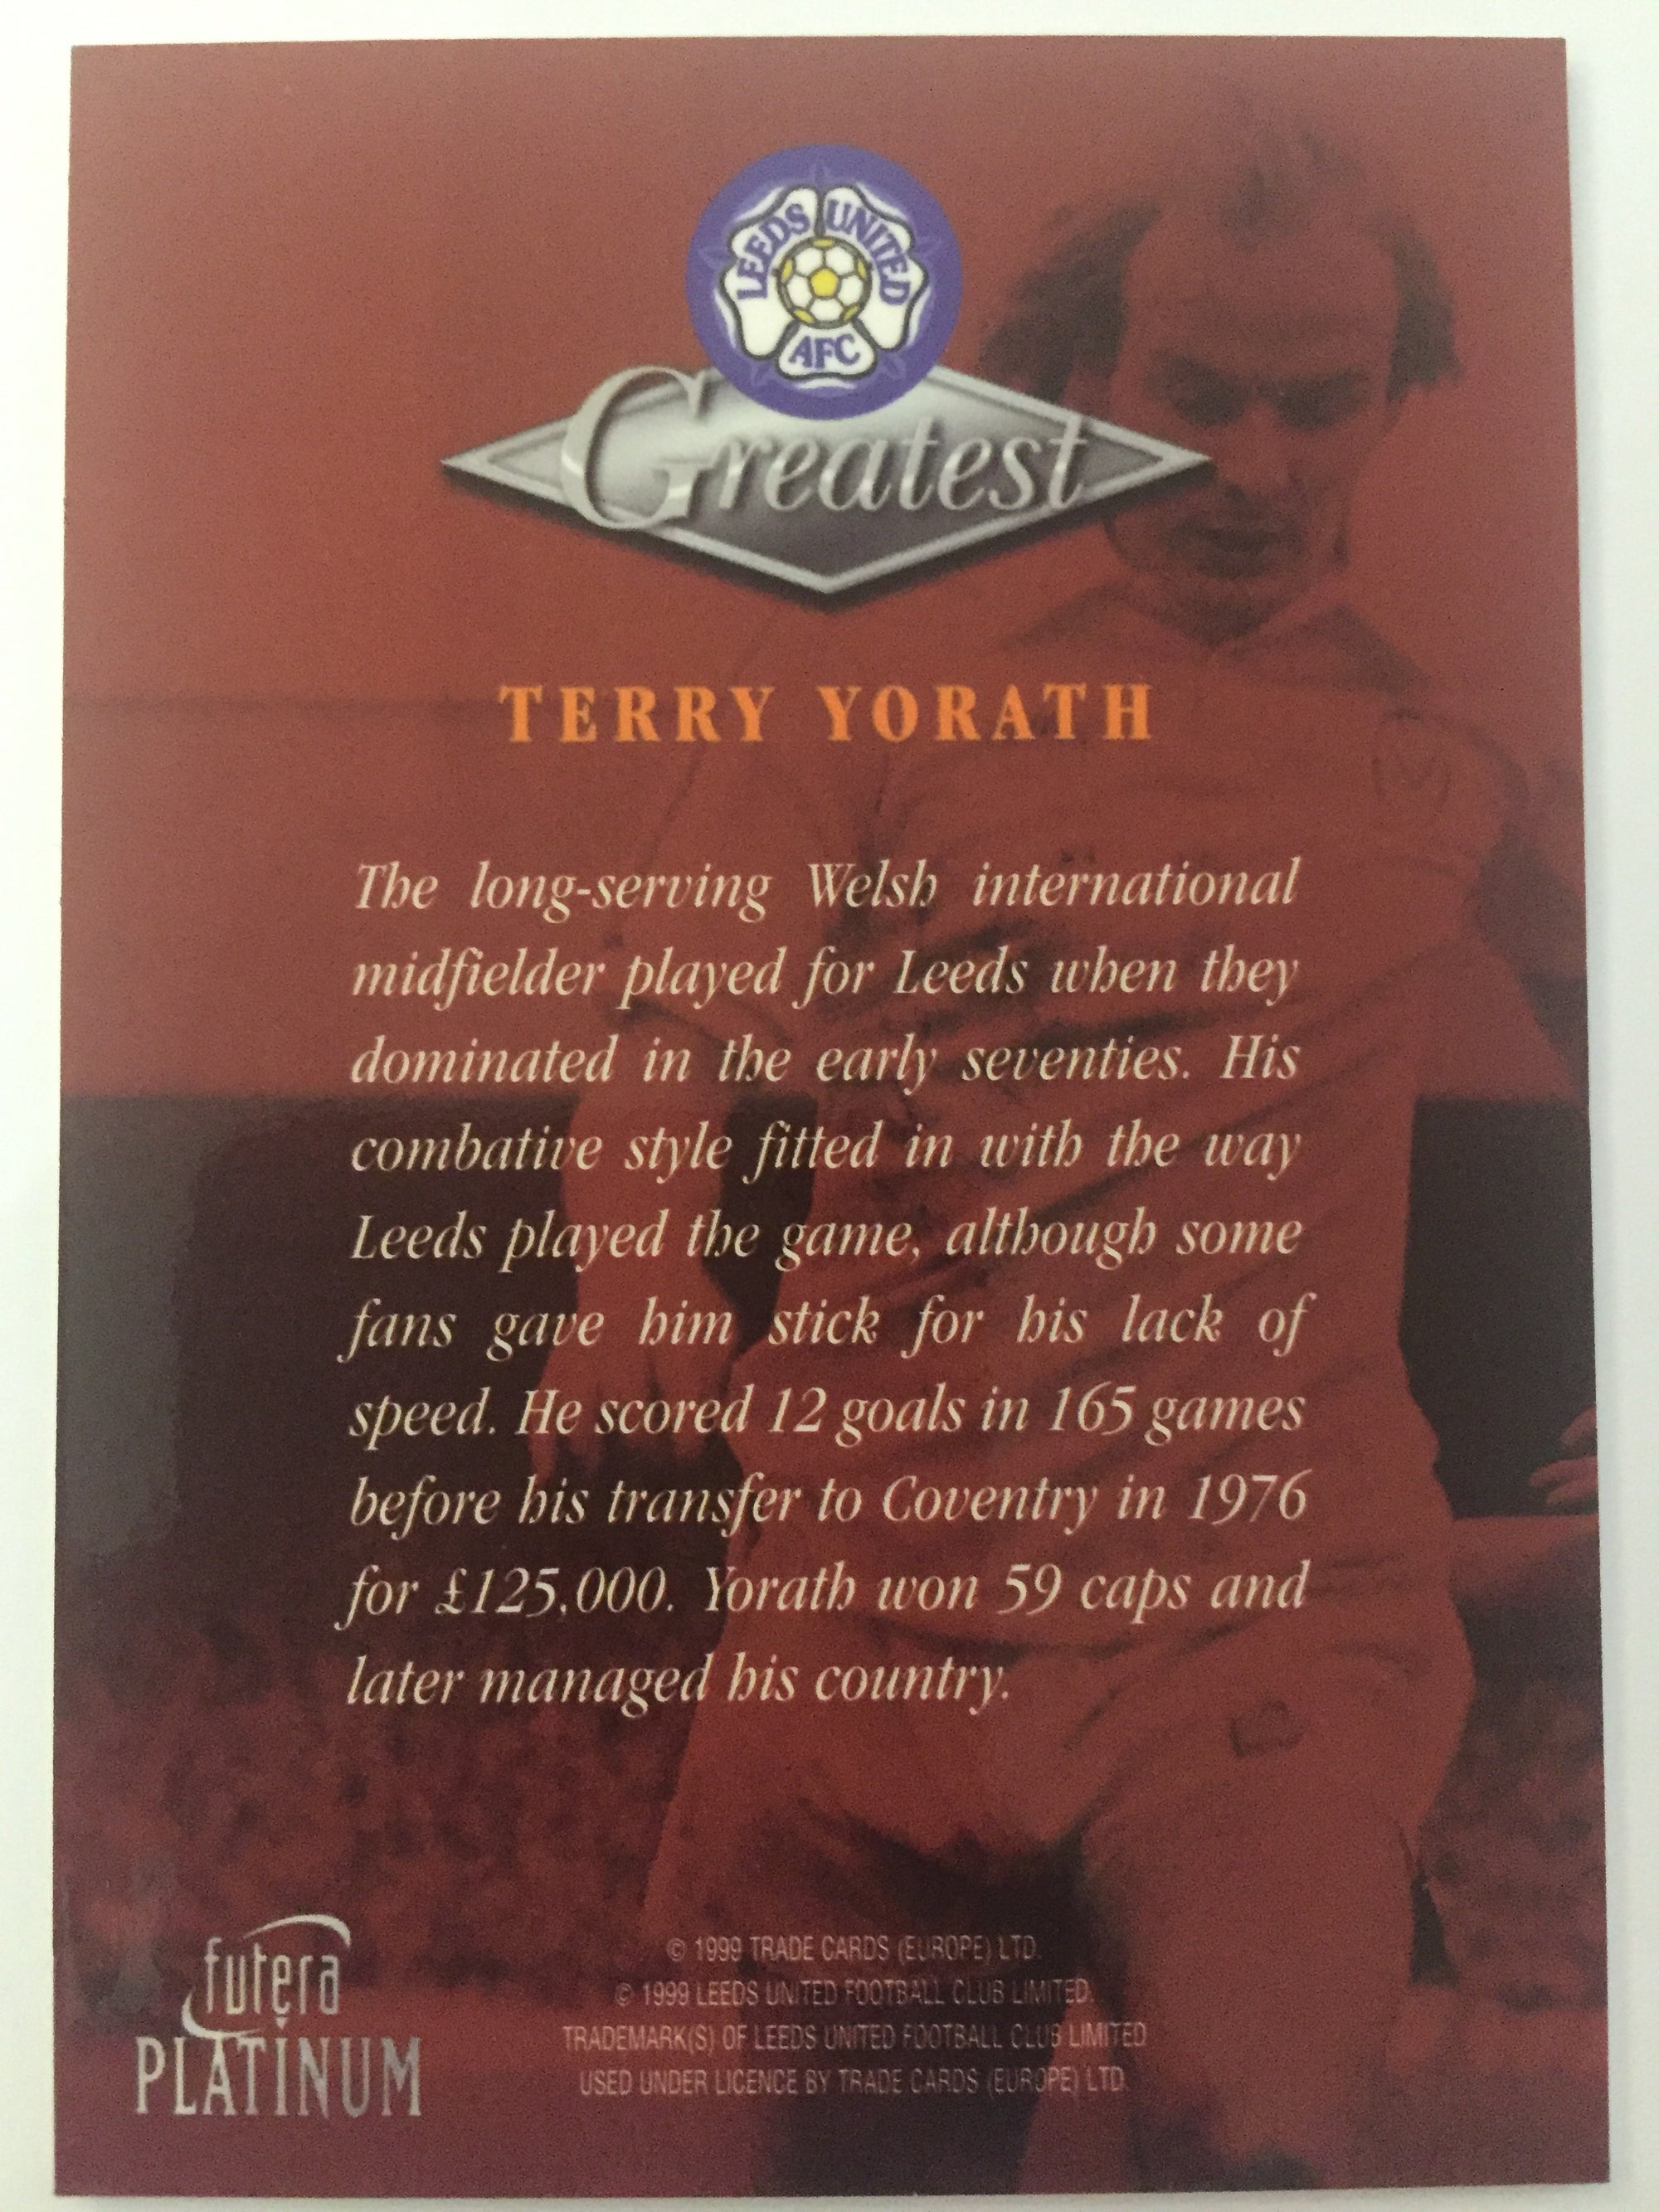 LEEDS UNITED
AFC
Greatest
TERRY YORATH
The long-serving Welsh international
midfielder played for Leeds when they
dominated in the early seventies. His
combative style fitted in with the way
Leeds played the game, although some
fans gave him stick for his lack of
speed. He scored 12 goals in 165 games
before his transfer to Coventry in 1976
for £125,000. Yorath won 59 caps and
later managed his country.
futera
PLATINUM
© 1999 TRADE CARDS (EUROPE) LTD.
© 1999 LEEDS UNITED FOOTBALL CLUB LIMITED.
TRADEMARK(S) OF LEEDS UNITED FOOTBALL CLUB LIMITED
USED UNDER LICENCE BY TRADE CARDS (EUROPE) LTD.